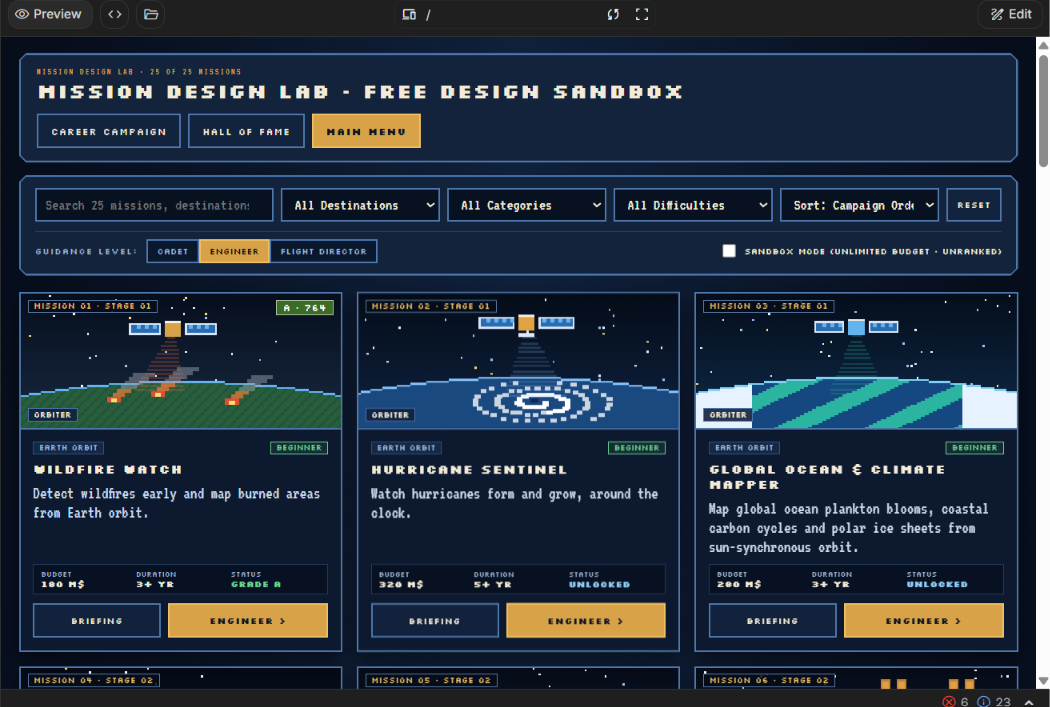 Preview
/
Edit
MISSION DESIGN LAB - 25 OF 25 MISSIONS
MISSION DESIGN LAB - FREE DESIGN SANDBOX
CAREER CAMPAIGN
HALL OF FAME
MAIN MENU
Search 25 missions, destinations
All Destinations
All Categories
All Difficulties
Sort: Campaign Orde
RESET
GUIDANCE LEVEL:
CADET
ENGINEER
FLIGHT DIRECTOR
SANDBOX MODE (UNLIMITED BUDGET · UNRANKED)
MISSION 01 · STAGE 01
A · 764
ORBITER
EARTH ORBIT
BEGINNER
WILDFIRE WATCH
Detect wildfires early and map burned areas
from Earth orbit.
BUDGET
DURATION
STATUS
180 M$
3+ YR
GRADE A
BRIEFING
ENGINEER >
MISSION 02 · STAGE 01
ORBITER
EARTH ORBIT
BEGINNER
HURRICANE SENTINEL
Watch hurricanes form and grow, around the
clock.
BUDGET
DURATION
STATUS
320 M$
5+ YR
UNLOCKED
BRIEFING
ENGINEER >
MISSION 03 · STAGE 01
ORBITER
EARTH ORBIT
BEGINNER
GLOBAL OCEAN & CLIMATE
MAPPER
Map global ocean plankton blooms, coastal
carbon cycles and polar ice sheets from
sun-synchronous orbit.
BUDGET
DURATION
STATUS
280 M$
3+ YR
UNLOCKED
BRIEFING
ENGINEER >
MISSION 04 · STAGE 02
MISSION 05 · STAGE 02
MISSION 06 · STAGE 02
6
23